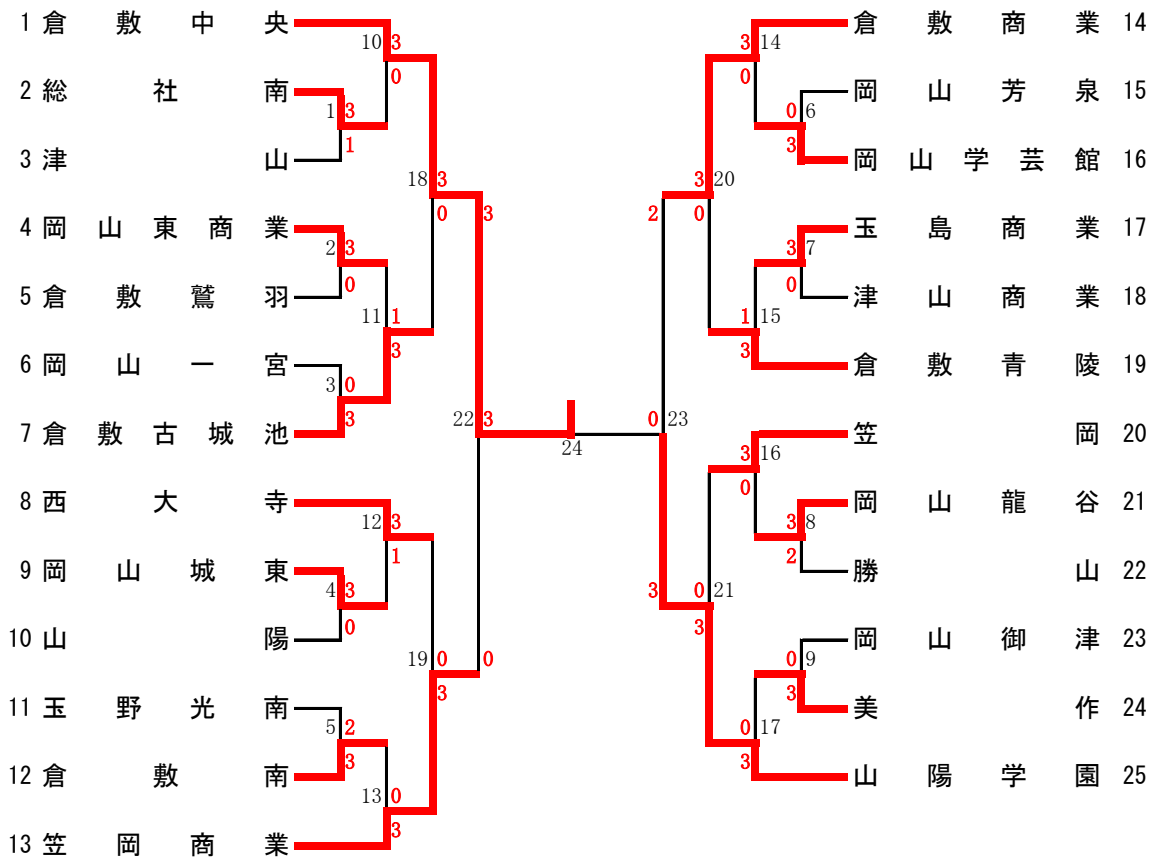 1 倉敷中央
10 3
0
2 総社南
1 3
1
3 津山
18 3
0
3
4 岡山東商業
2 3
0
5 倉敷鷲羽
11 1
3
6 岡山一宮
3 0
3
7 倉敷古城池
22 3
0
24
8 西大寺
12 3
1
9 岡山城東
4 3
0
10 山陽
19 0
3
11 玉野光南
5 2
3
12 倉敷南
13 0
3
13 笠岡商業
倉敷商業 14
3 14
0
岡山芳泉 15
0 6
3
岡山学芸館 16
3 20
0
2
玉島商業 17
3 7
0
津山商業 18
1 15
3
倉敷青陵 19
0 23
3
笠岡 20
3 16
0
岡山龍谷 21
3 8
2
勝山 22
0 21
3
岡山御津 23
0 9
3
美作 24
0 17
3
山陽学園 25